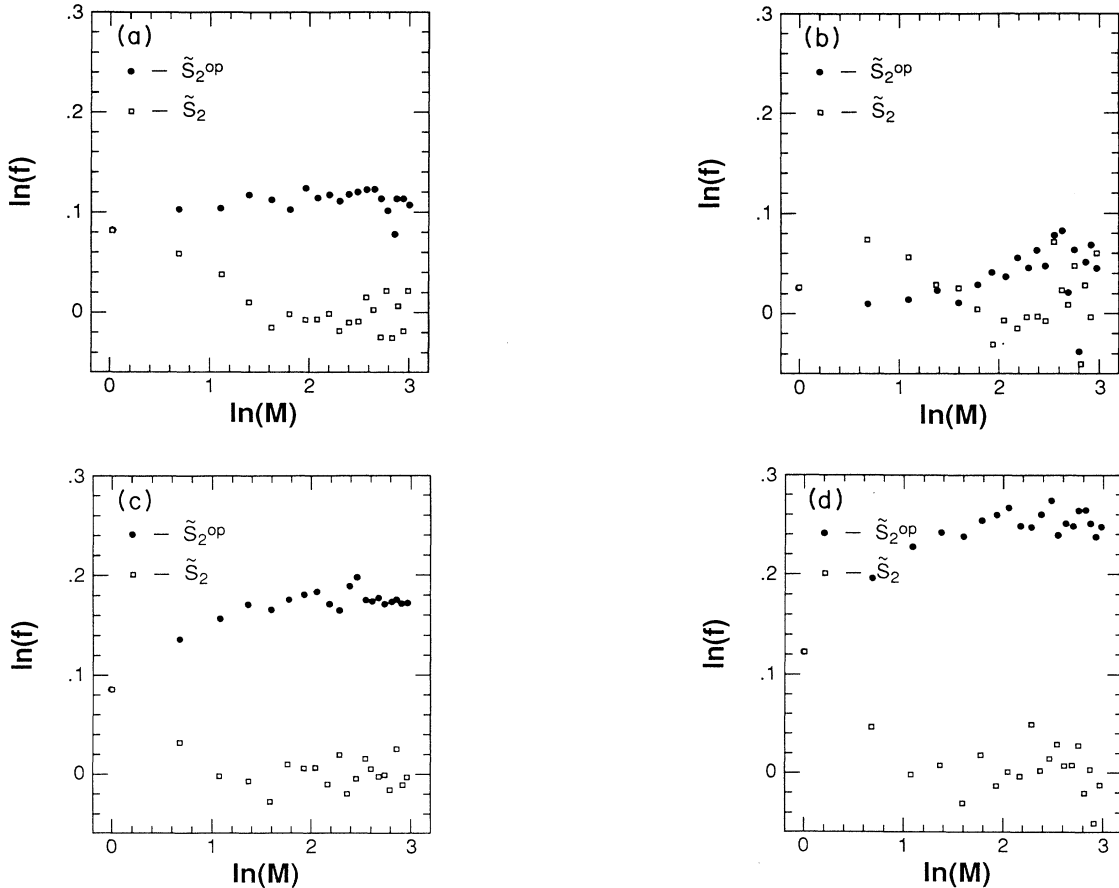 .3
(a)
● — S̃₂ᵒᵖ
□ — S̃₂
.2
.1
0
ln(f)
0 1 2 3
ln(M)
.3
(b)
● — S̃₂ᵒᵖ
□ — S̃₂
.2
.1
0
ln(f)
0 1 2 3
ln(M)
.3
(c)
● — S̃₂ᵒᵖ
□ — S̃₂
.2
.1
0
ln(f)
0 1 2 3
ln(M)
.3
(d)
● — S̃₂ᵒᵖ
□ — S̃₂
.2
.1
0
ln(f)
0 1 2 3
ln(M)